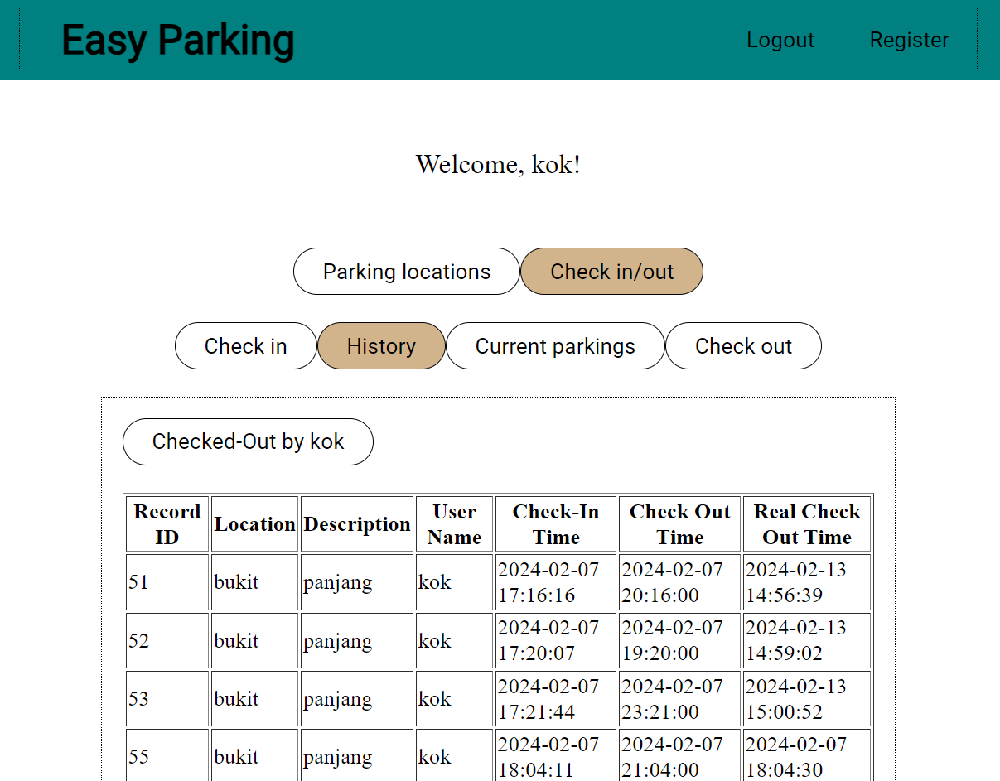 Easy Parking Logout Register
Welcome, kok!
Parking locations Check in/out
Check in History Current parkings Check out
Checked-Out by kok
Record ID Location Description User Name Check-In Time Check Out Time Real Check Out Time
51 bukit panjang kok 2024-02-07 17:16:16 2024-02-07 20:16:00 2024-02-13 14:56:39
52 bukit panjang kok 2024-02-07 17:20:07 2024-02-07 19:20:00 2024-02-13 14:59:02
53 bukit panjang kok 2024-02-07 17:21:44 2024-02-07 23:21:00 2024-02-13 15:00:52
55 bukit panjang kok 2024-02-07 18:04:11 2024-02-07 21:04:00 2024-02-07 18:04:30